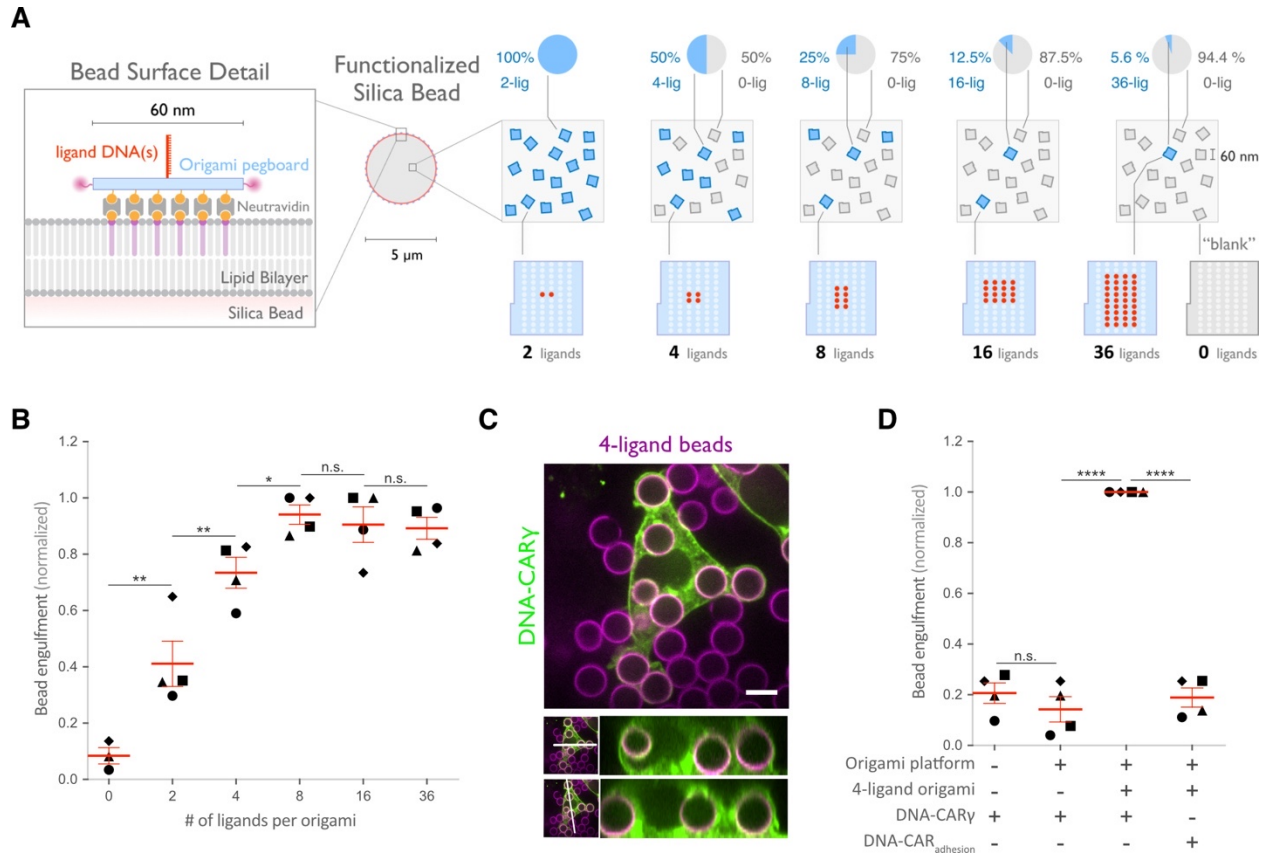 A
Bead Surface Detail
60 nm
ligand DNA(s)
Origami pegboard
Neutravidin
Lipid Bilayer
Silica Bead
Functionalized
Silica Bead
5 µm
100%
2-lig
50%
4-lig
50%
0-lig
25%
8-lig
75%
0-lig
12.5%
16-lig
87.5%
0-lig
5.6 %
36-lig
94.4 %
0-lig
60 nm
"blank"
2 ligands
4 ligands
8 ligands
16 ligands
36 ligands
0 ligands
B
Bead engulfment (normalized)
1.2
1.0
0.8
0.6
0.4
0.2
0.0
**
**
*
n.s.
n.s.
0 2 4 8 16 36
# of ligands per origami
C
4-ligand beads
DNA-CARγ
D
Bead engulfment (normalized)
1.2
1.0
0.8
0.6
0.4
0.2
0.0
n.s.
****
****
Origami platform - + + +
4-ligand origami - - + +
DNA-CARγ + + + -
DNA-CARadhesion - - - +